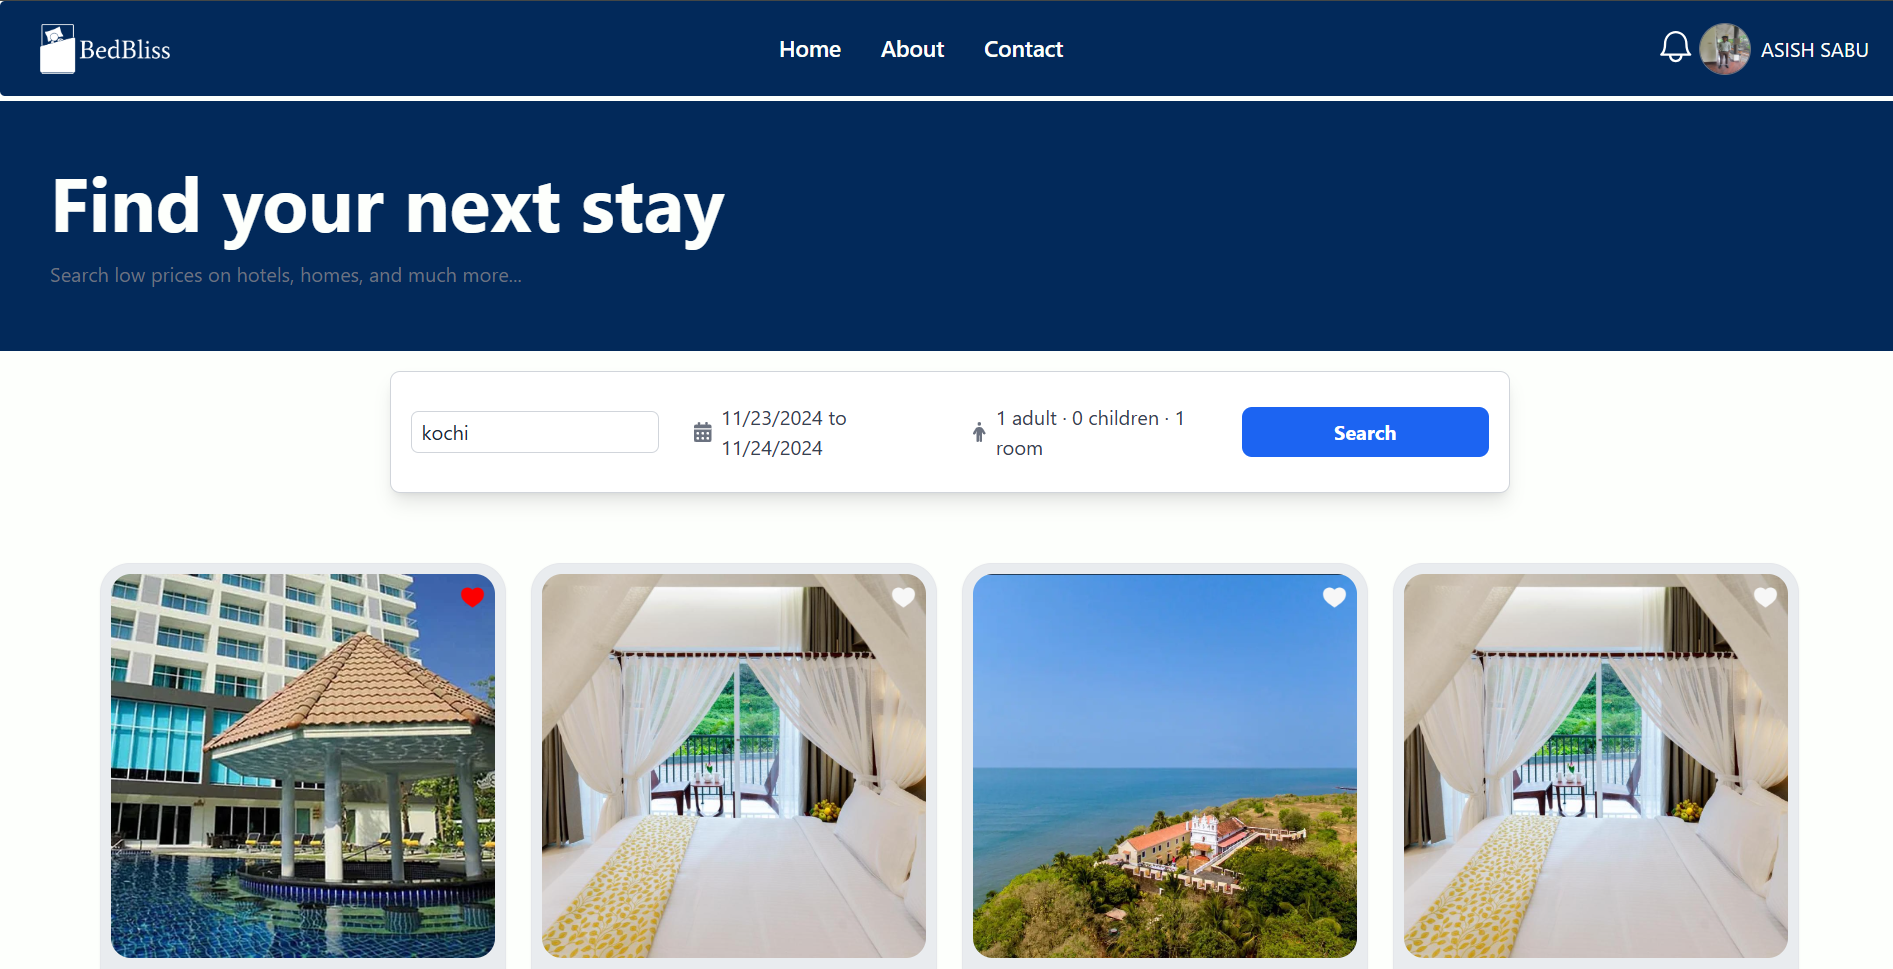 BedBliss
Home
About
Contact
ASISH SABU
Find your next stay
Search low prices on hotels, homes, and much more...
kochi
11/23/2024 to
11/24/2024
1 adult · 0 children · 1
room
Search